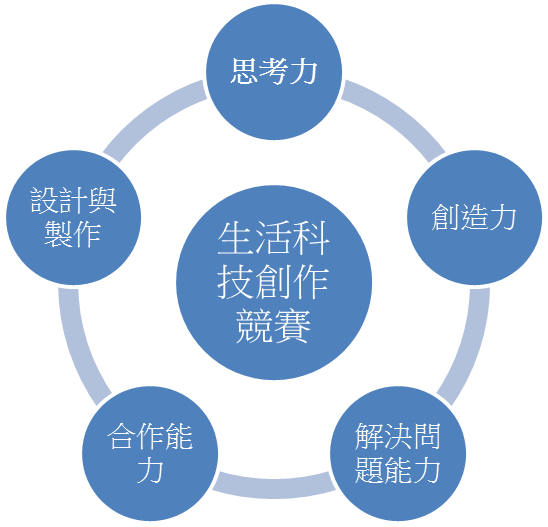 思考力
創造力
解決問
題能力
合作能
力
設計與
製作
生活科
技創作
競賽